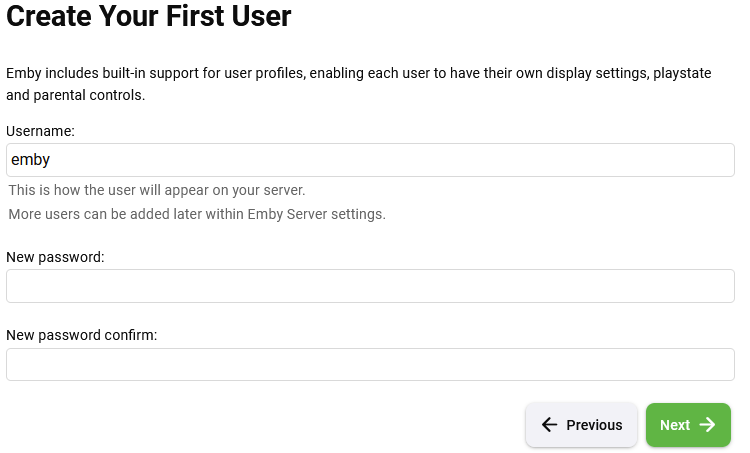 Create Your First User
Emby includes built-in support for user profiles, enabling each user to have their own display settings, playstate
and parental controls.
Username:
emby
This is how the user will appear on your server.
More users can be added later within Emby Server settings.
New password:
New password confirm:
Previous
Next